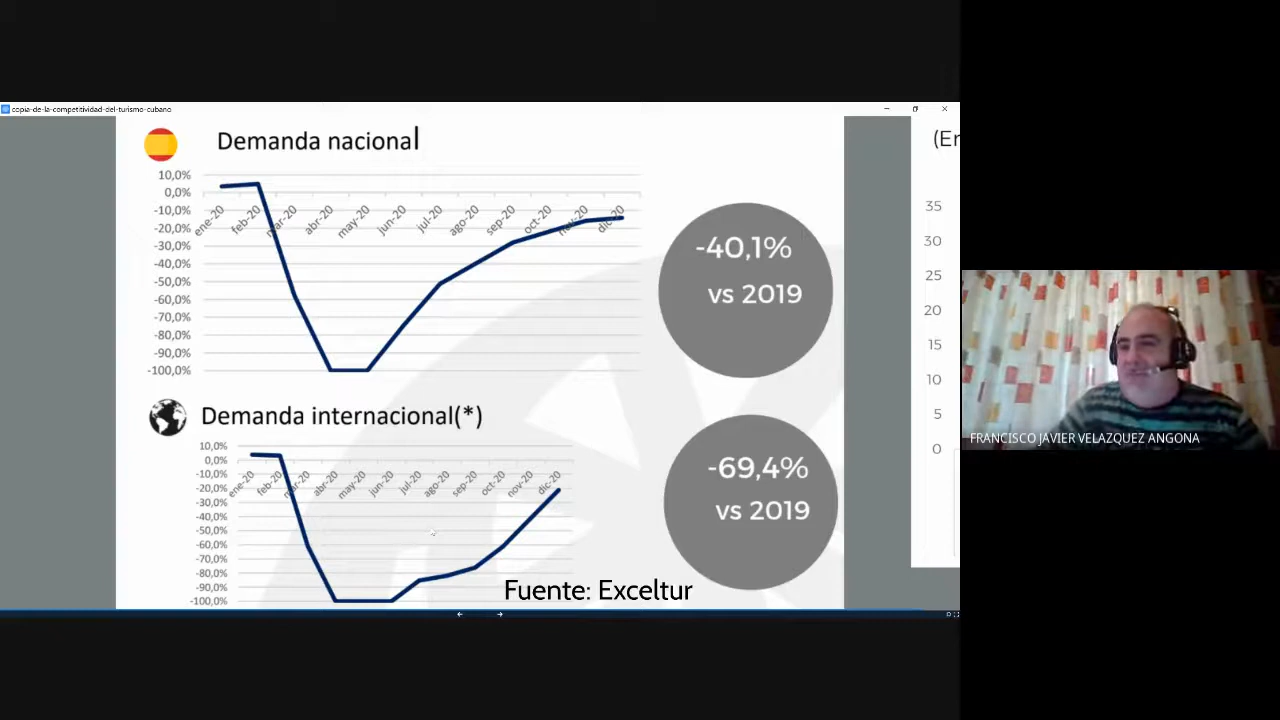 copia-de-la-competitividad-del-turismo-cubano
Demanda nacional
10,0%
0,0%
-10,0%
-20,0%
-30,0%
-40,0%
-50,0%
-60,0%
-70,0%
-80,0%
-90,0%
-100,0%
ene-20
feb-20
mar-20
abr-20
may-20
jun-20
jul-20
ago-20
sep-20
oct-20
nov-20
dic-20
-40,1%
vs 2019
Demanda internacional(*)
10,0%
0,0%
-10,0%
-20,0%
-30,0%
-40,0%
-50,0%
-60,0%
-70,0%
-80,0%
-90,0%
-100,0%
ene-20
feb-20
mar-20
abr-20
may-20
jun-20
jul-20
ago-20
sep-20
oct-20
nov-20
dic-20
-69,4%
vs 2019
Fuente: Exceltur
(Er
35
30
25
20
15
10
5
0
FRANCISCO JAVIER VELAZQUEZ ANGONA